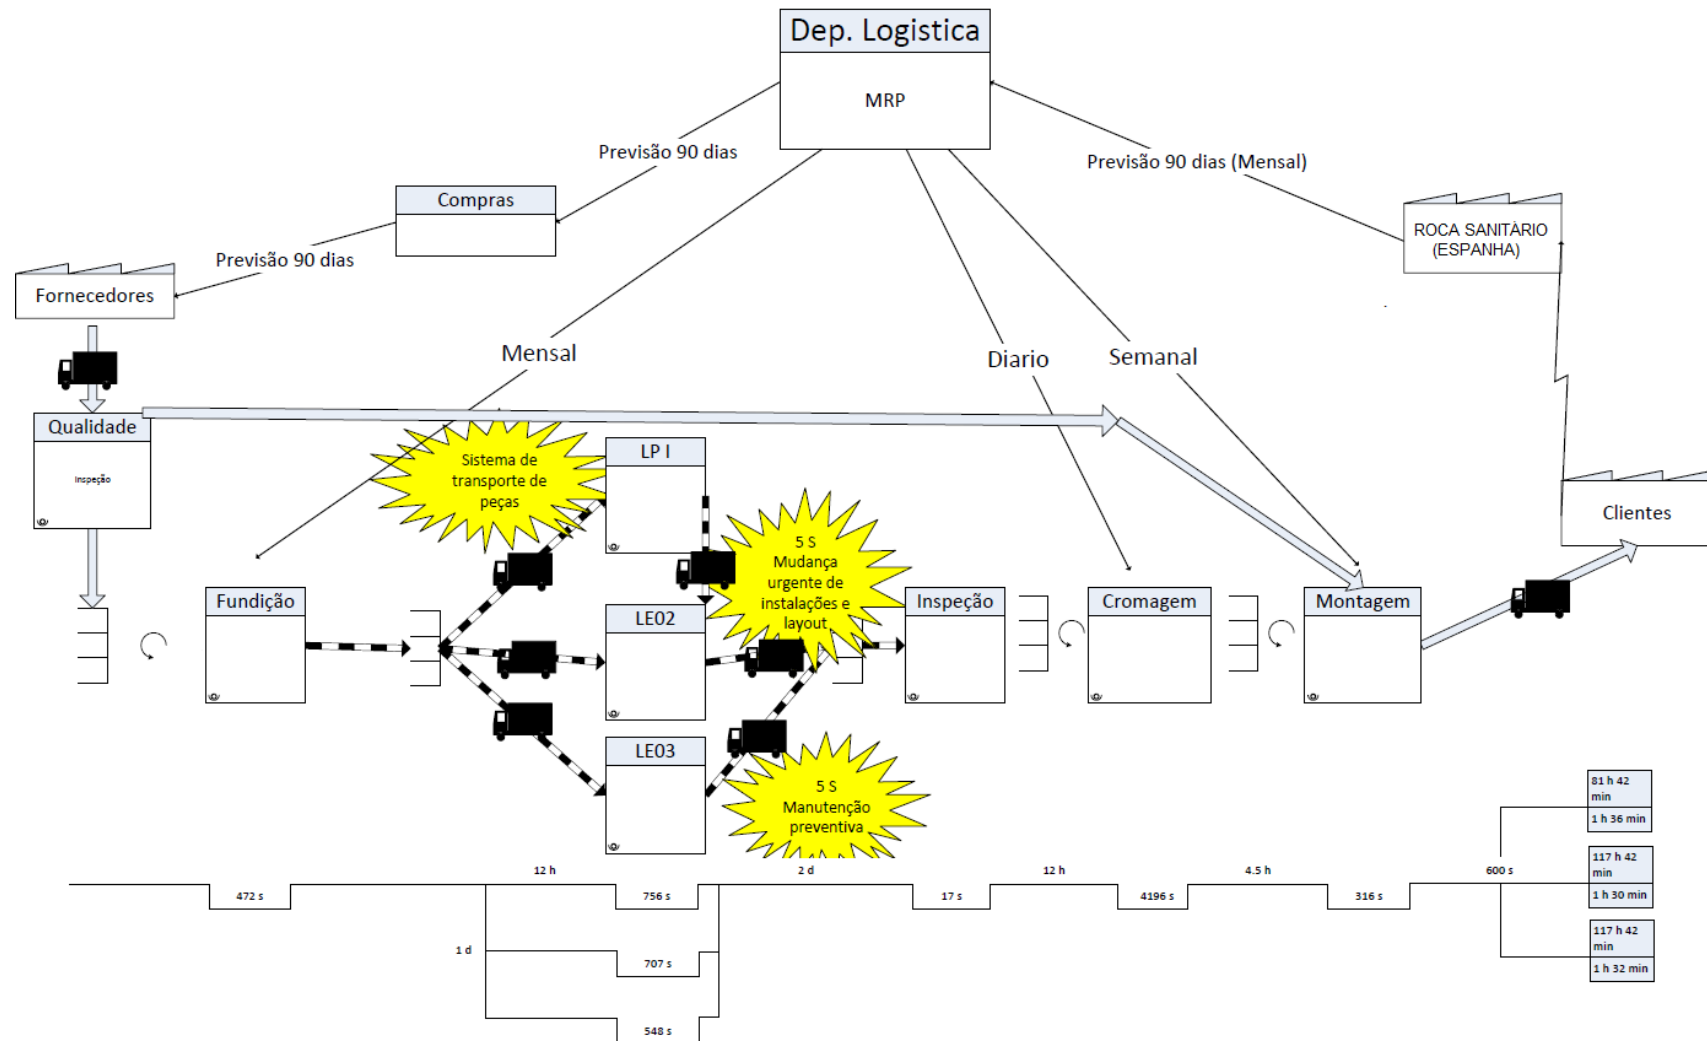 Dep. Logistica
MRP
Previsão 90 dias
Previsão 90 dias (Mensal)
Compras
ROCA SANITÀRIO
(ESPANHA)
Previsão 90 dias
Fornecedores
Mensal
Diario
Semanal
Qualidade
Inspeção
Sistema de
transporte de
peças
LP I
5 S
Mudança
urgente de
instalações e
layout
Clientes
Fundição
LE02
Inspeção
Cromagem
Montagem
LE03
5 S
Manutenção
preventiva
81 h 42
min
1 h 36 min
12 h
2 d
12 h
4.5 h
600 s
117 h 42
min
1 h 30 min
472 s
756 s
17 s
4196 s
316 s
1 d
707 s
117 h 42
min
1 h 32 min
548 s